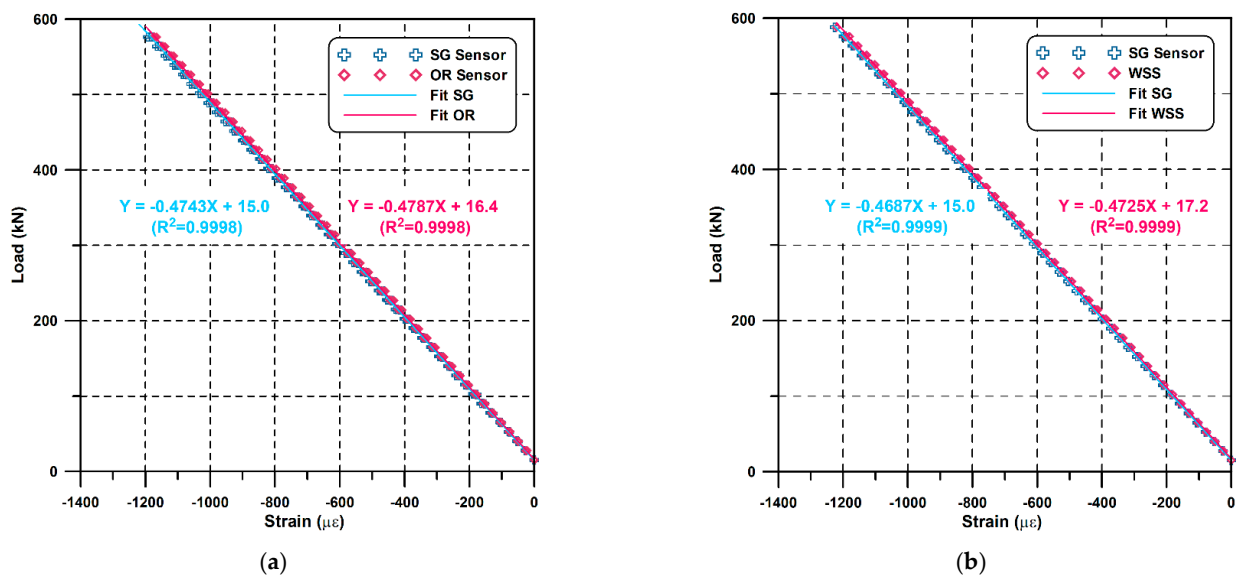 600
400
200
0
Load (kN)
SG Sensor
OR Sensor
Fit SG
Fit OR
Y = -0.4743X + 15.0
(R²=0.9998)
Y = -0.4787X + 16.4
(R²=0.9998)
-1400 -1200 -1000 -800 -600 -400 -200 0
Strain (µε)
(a)
600
400
200
0
Load (kN)
SG Sensor
WSS
Fit SG
Fit WSS
Y = -0.4687X + 15.0
(R²=0.9999)
Y = -0.4725X + 17.2
(R²=0.9999)
-1400 -1200 -1000 -800 -600 -400 -200 0
Strain (µε)
(b)